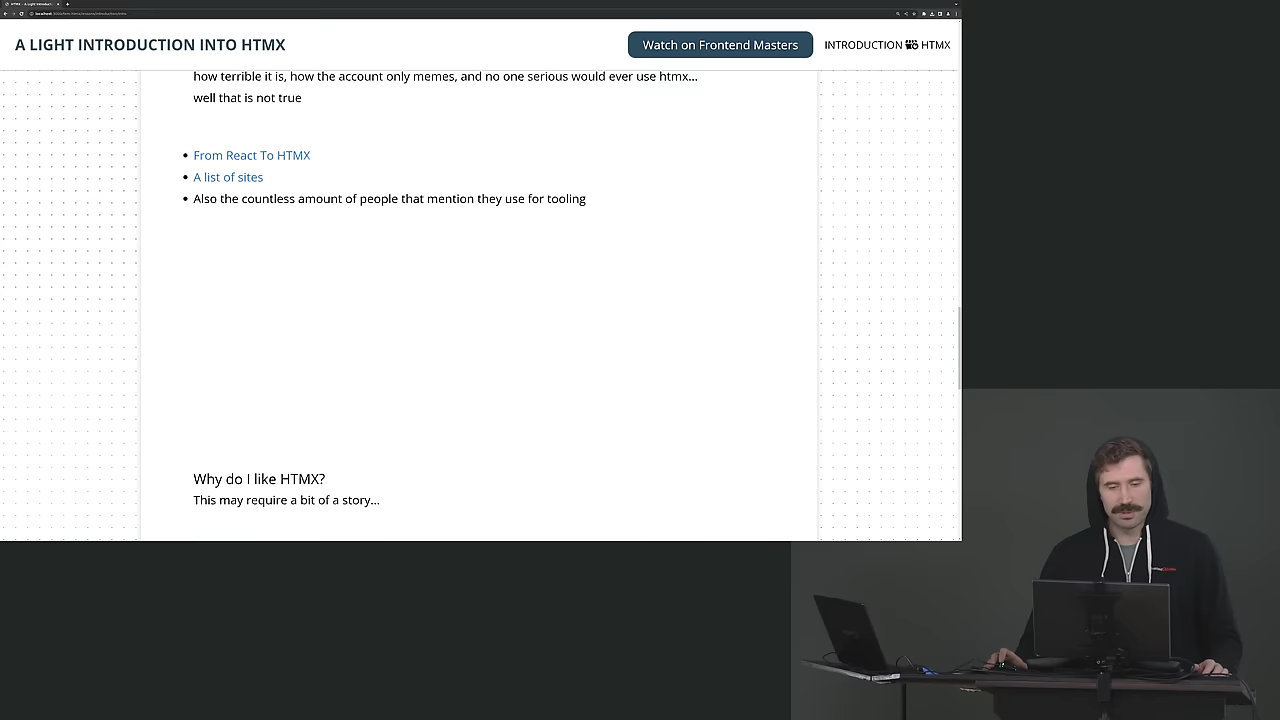 HTMX - A Light Introduct
A LIGHT INTRODUCTION INTO HTMX
Watch on Frontend Masters
INTRODUCTION HTMX
how terrible it is, how the account only memes, and no one serious would ever use htmx...
well that is not true
• From React To HTMX
• A list of sites
• Also the countless amount of people that mention they use for tooling
Why do I like HTMX?
This may require a bit of a story...